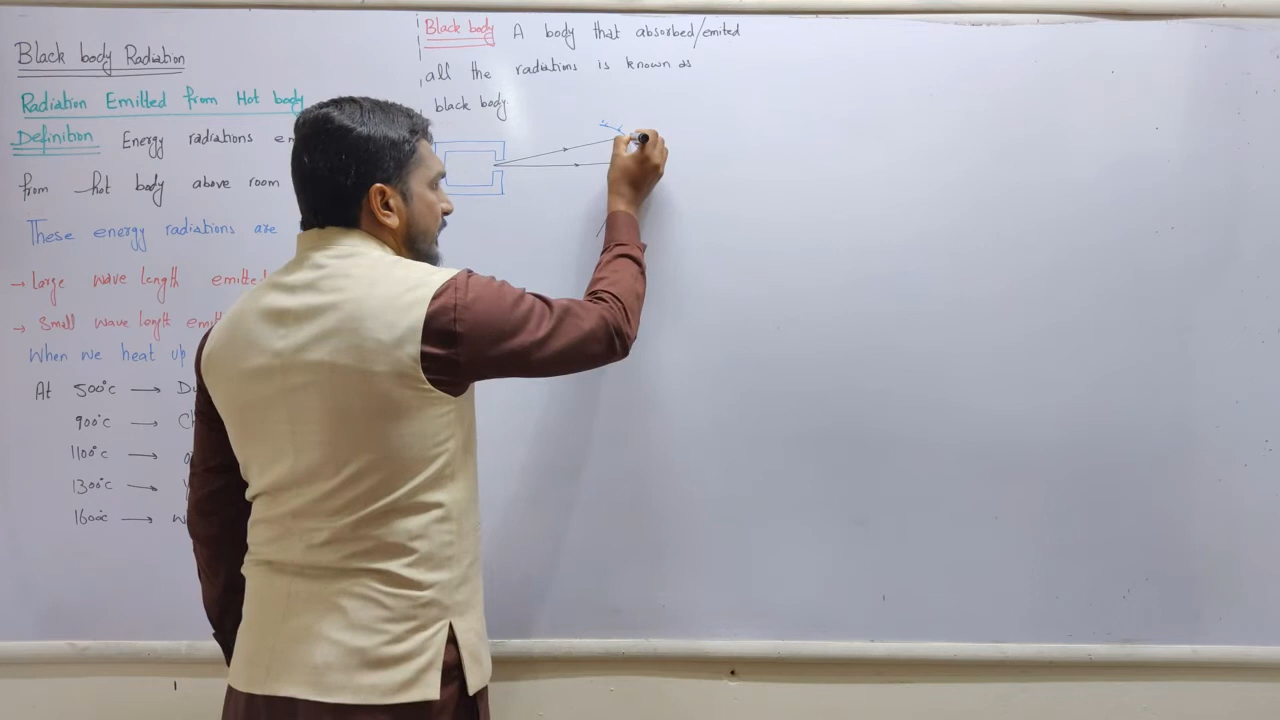 Black body Radiation
Radiation Emitted from Hot body
Definition Energy radiations
from hot body above room
These energy radiations are
→ Large wave length
→ Small wave length
When we heat up
At 500°c →
900°c →
1100°c →
1300°c →
1600°c →
Black body A body that absorbed/emited
all the radiations is known as
black body